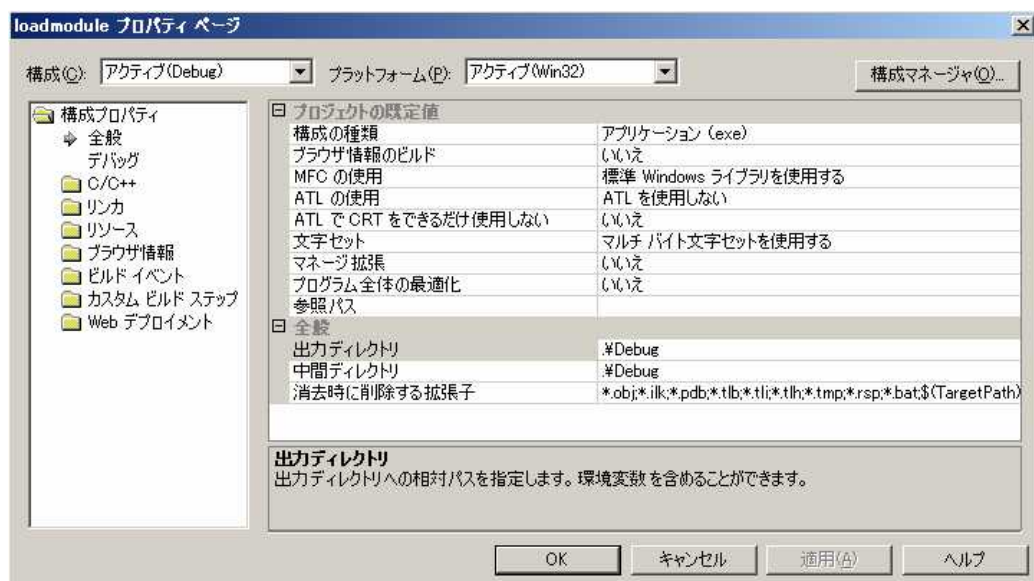 loadmodule プロパティ ページ
構成(C): アクティブ(Debug) プラットフォーム(P): アクティブ(Win32) 構成マネージャ(O)...
構成プロパティ
全般
デバッグ
C/C++
リンカ
リソース
ブラウザ情報
ビルド イベント
カスタム ビルド ステップ
Web デプロイメント
プロジェクトの既定値
構成の種類 アプリケーション (exe)
ブラウザ情報のビルド いいえ
MFC の使用 標準 Windows ライブラリを使用する
ATL の使用 ATL を使用しない
ATL で CRT をできるだけ使用しない いいえ
文字セット マルチ バイト文字セットを使用する
マネージ拡張 いいえ
プログラム全体の最適化 いいえ
参照パス
全般
出力ディレクトリ .¥Debug
中間ディレクトリ .¥Debug
消去時に削除する拡張子 *.obj;*.ilk;*.pdb;*.tlb;*.tli;*.tlh;*.tmp;*.rsp;*.bat;$(TargetPath)
出力ディレクトリ
出力ディレクトリへの相対パスを指定します。環境変数を含めることができます。
OK キャンセル 適用(A) ヘルプ